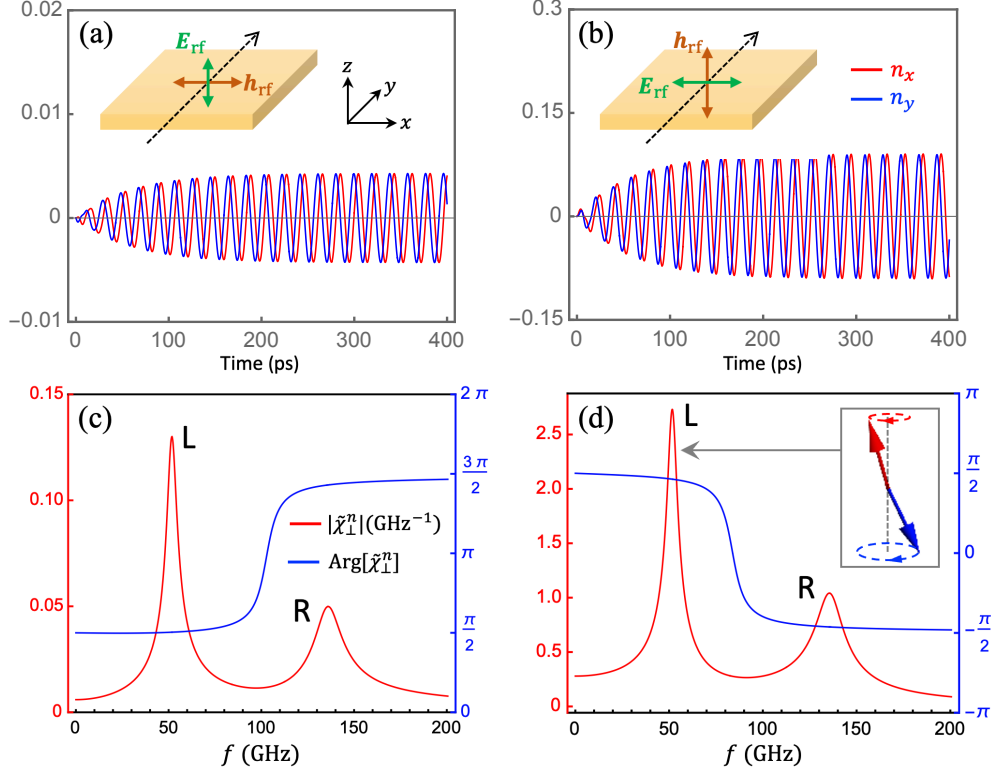 (a)
0.02
0.01
0
−0.01
E_rf
h_rf
z
y
x
0
100
200
300
400
Time (ps)
(b)
0.3
0.15
0
−0.15
h_rf
E_rf
n_x
n_y
0
100
200
300
400
Time (ps)
(c)
0.15
0.10
0.05
0
L
R
|χ̃⊥ⁿ|(GHz⁻¹)
Arg[χ̃⊥ⁿ]
2 π
3 π/2
π
π/2
0
0
50
100
150
200
f (GHz)
(d)
2.5
2.0
1.5
1.0
0.5
0
L
R
π
π/2
0
−π/2
−π
0
50
100
150
200
f (GHz)